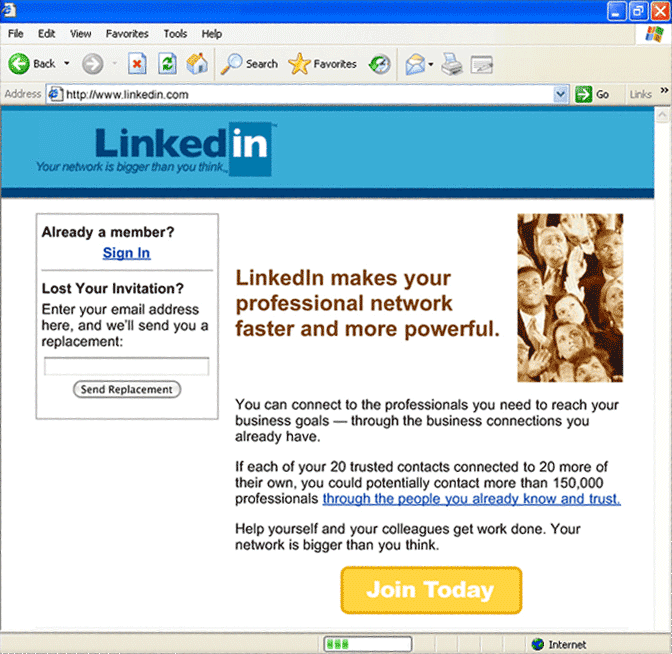 File Edit View Favorites Tools Help
Back Search Favorites
Address http://www.linkedin.com Go Links »
Linkedin™
Your network is bigger than you think.
Already a member?
Sign In
Lost Your Invitation?
Enter your email address
here, and we'll send you a
replacement:
Send Replacement
LinkedIn makes your
professional network
faster and more powerful.
You can connect to the professionals you need to reach your
business goals — through the business connections you
already have.
If each of your 20 trusted contacts connected to 20 more of
their own, you could potentially contact more than 150,000
professionals through the people you already know and trust.
Help yourself and your colleagues get work done. Your
network is bigger than you think.
Join Today
Internet